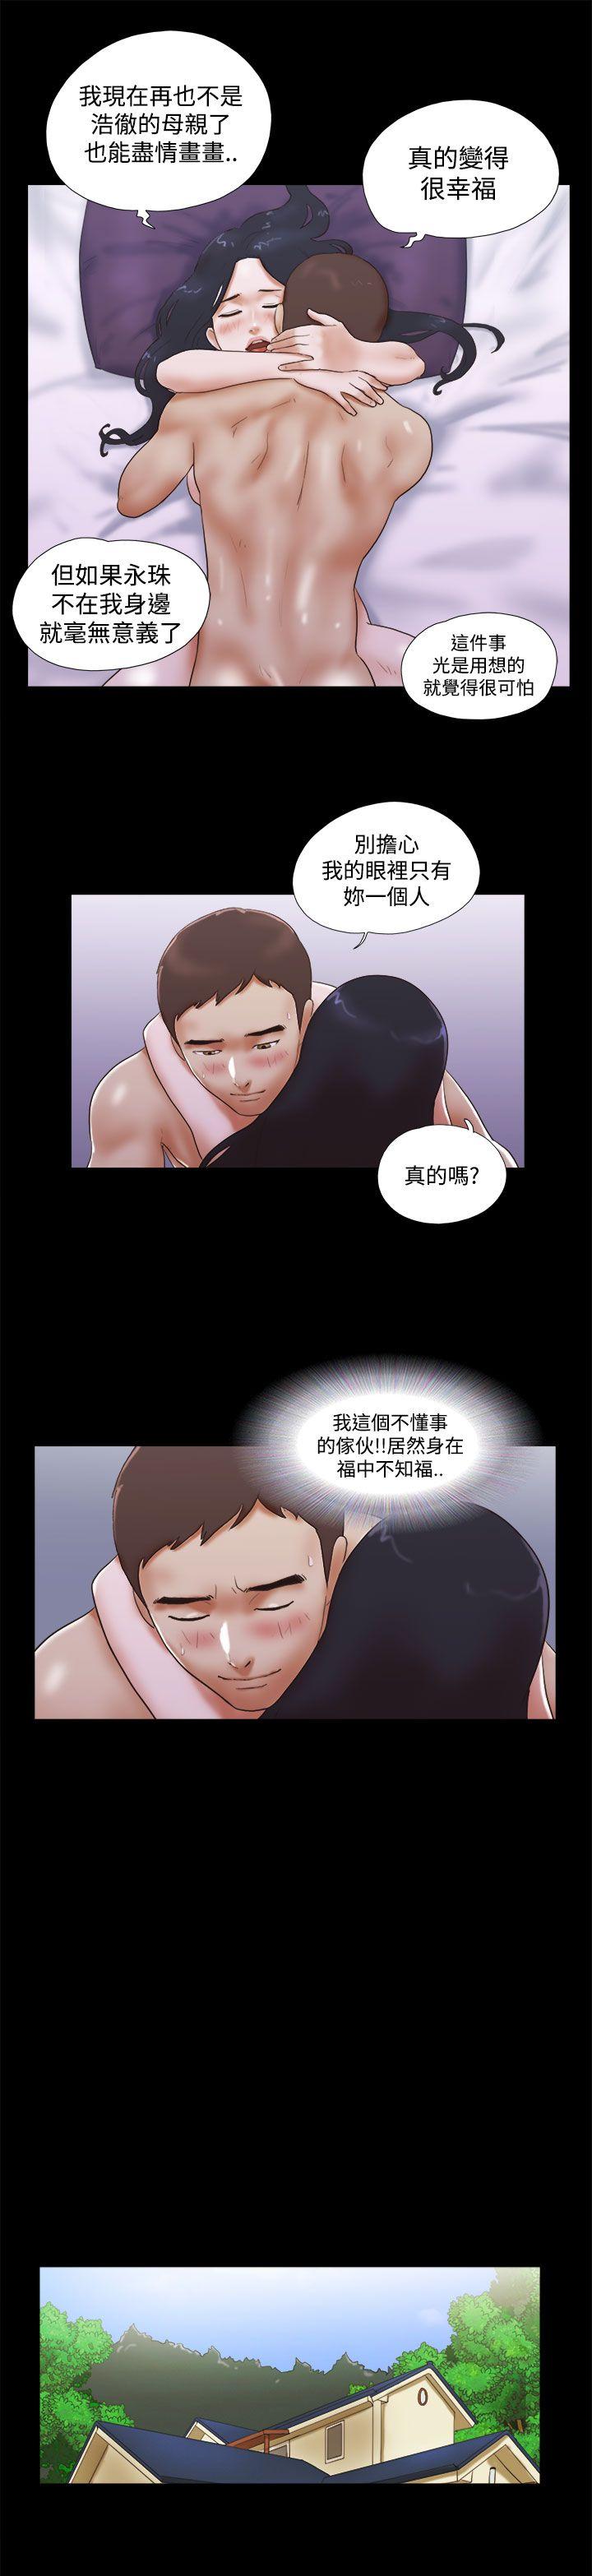 我現在再也不是
浩徹的母親了
也能盡情畫畫..
真的變得
很幸福
但如果永珠
不在我身邊
就毫無意義了
這件事
光是用想的
就覺得很可怕
別擔心
我的眼裡只有
妳一個人
真的嗎?
我這個不懂事
的傢伙!!居然身在
福中不知福..